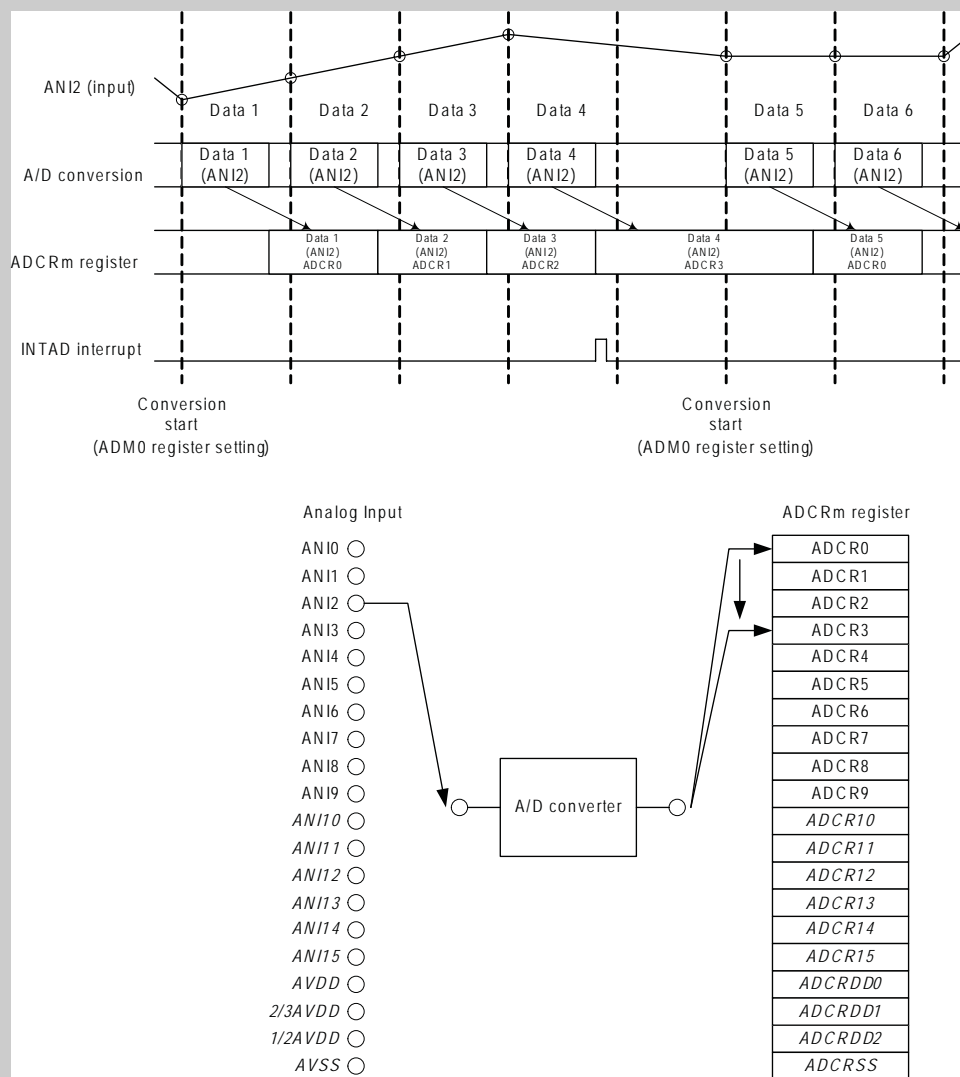 ANI2 (input)
Data 1 Data 2 Data 3 Data 4 Data 5 Data 6
A/D conversion
Data 1 Data 2 Data 3 Data 4 Data 5 Data 6
(ANI2) (ANI2) (ANI2) (ANI2) (ANI2) (ANI2)
ADCRm register
Data 1 Data 2 Data 3 Data 4 Data 5
(ANI2) (ANI2) (ANI2) (ANI2) (ANI2)
ADCR0 ADCR1 ADCR2 ADCR3 ADCR0
INTAD interrupt
Conversion Conversion
start start
(ADM0 register setting) (ADM0 register setting)
Analog Input ADCRm register
ANI0 ADCR0
ANI1 ADCR1
ANI2 ADCR2
ANI3 ADCR3
ANI4 ADCR4
ANI5 ADCR5
ANI6 ADCR6
ANI7 ADCR7
ANI8 ADCR8
ANI9 A/D converter ADCR9
ANI10 ADCR10
ANI11 ADCR11
ANI12 ADCR12
ANI13 ADCR13
ANI14 ADCR14
ANI15 ADCR15
AVDD ADCRDD0
2/3AVDD ADCRDD1
1/2AVDD ADCRDD2
AVSS ADCRSS